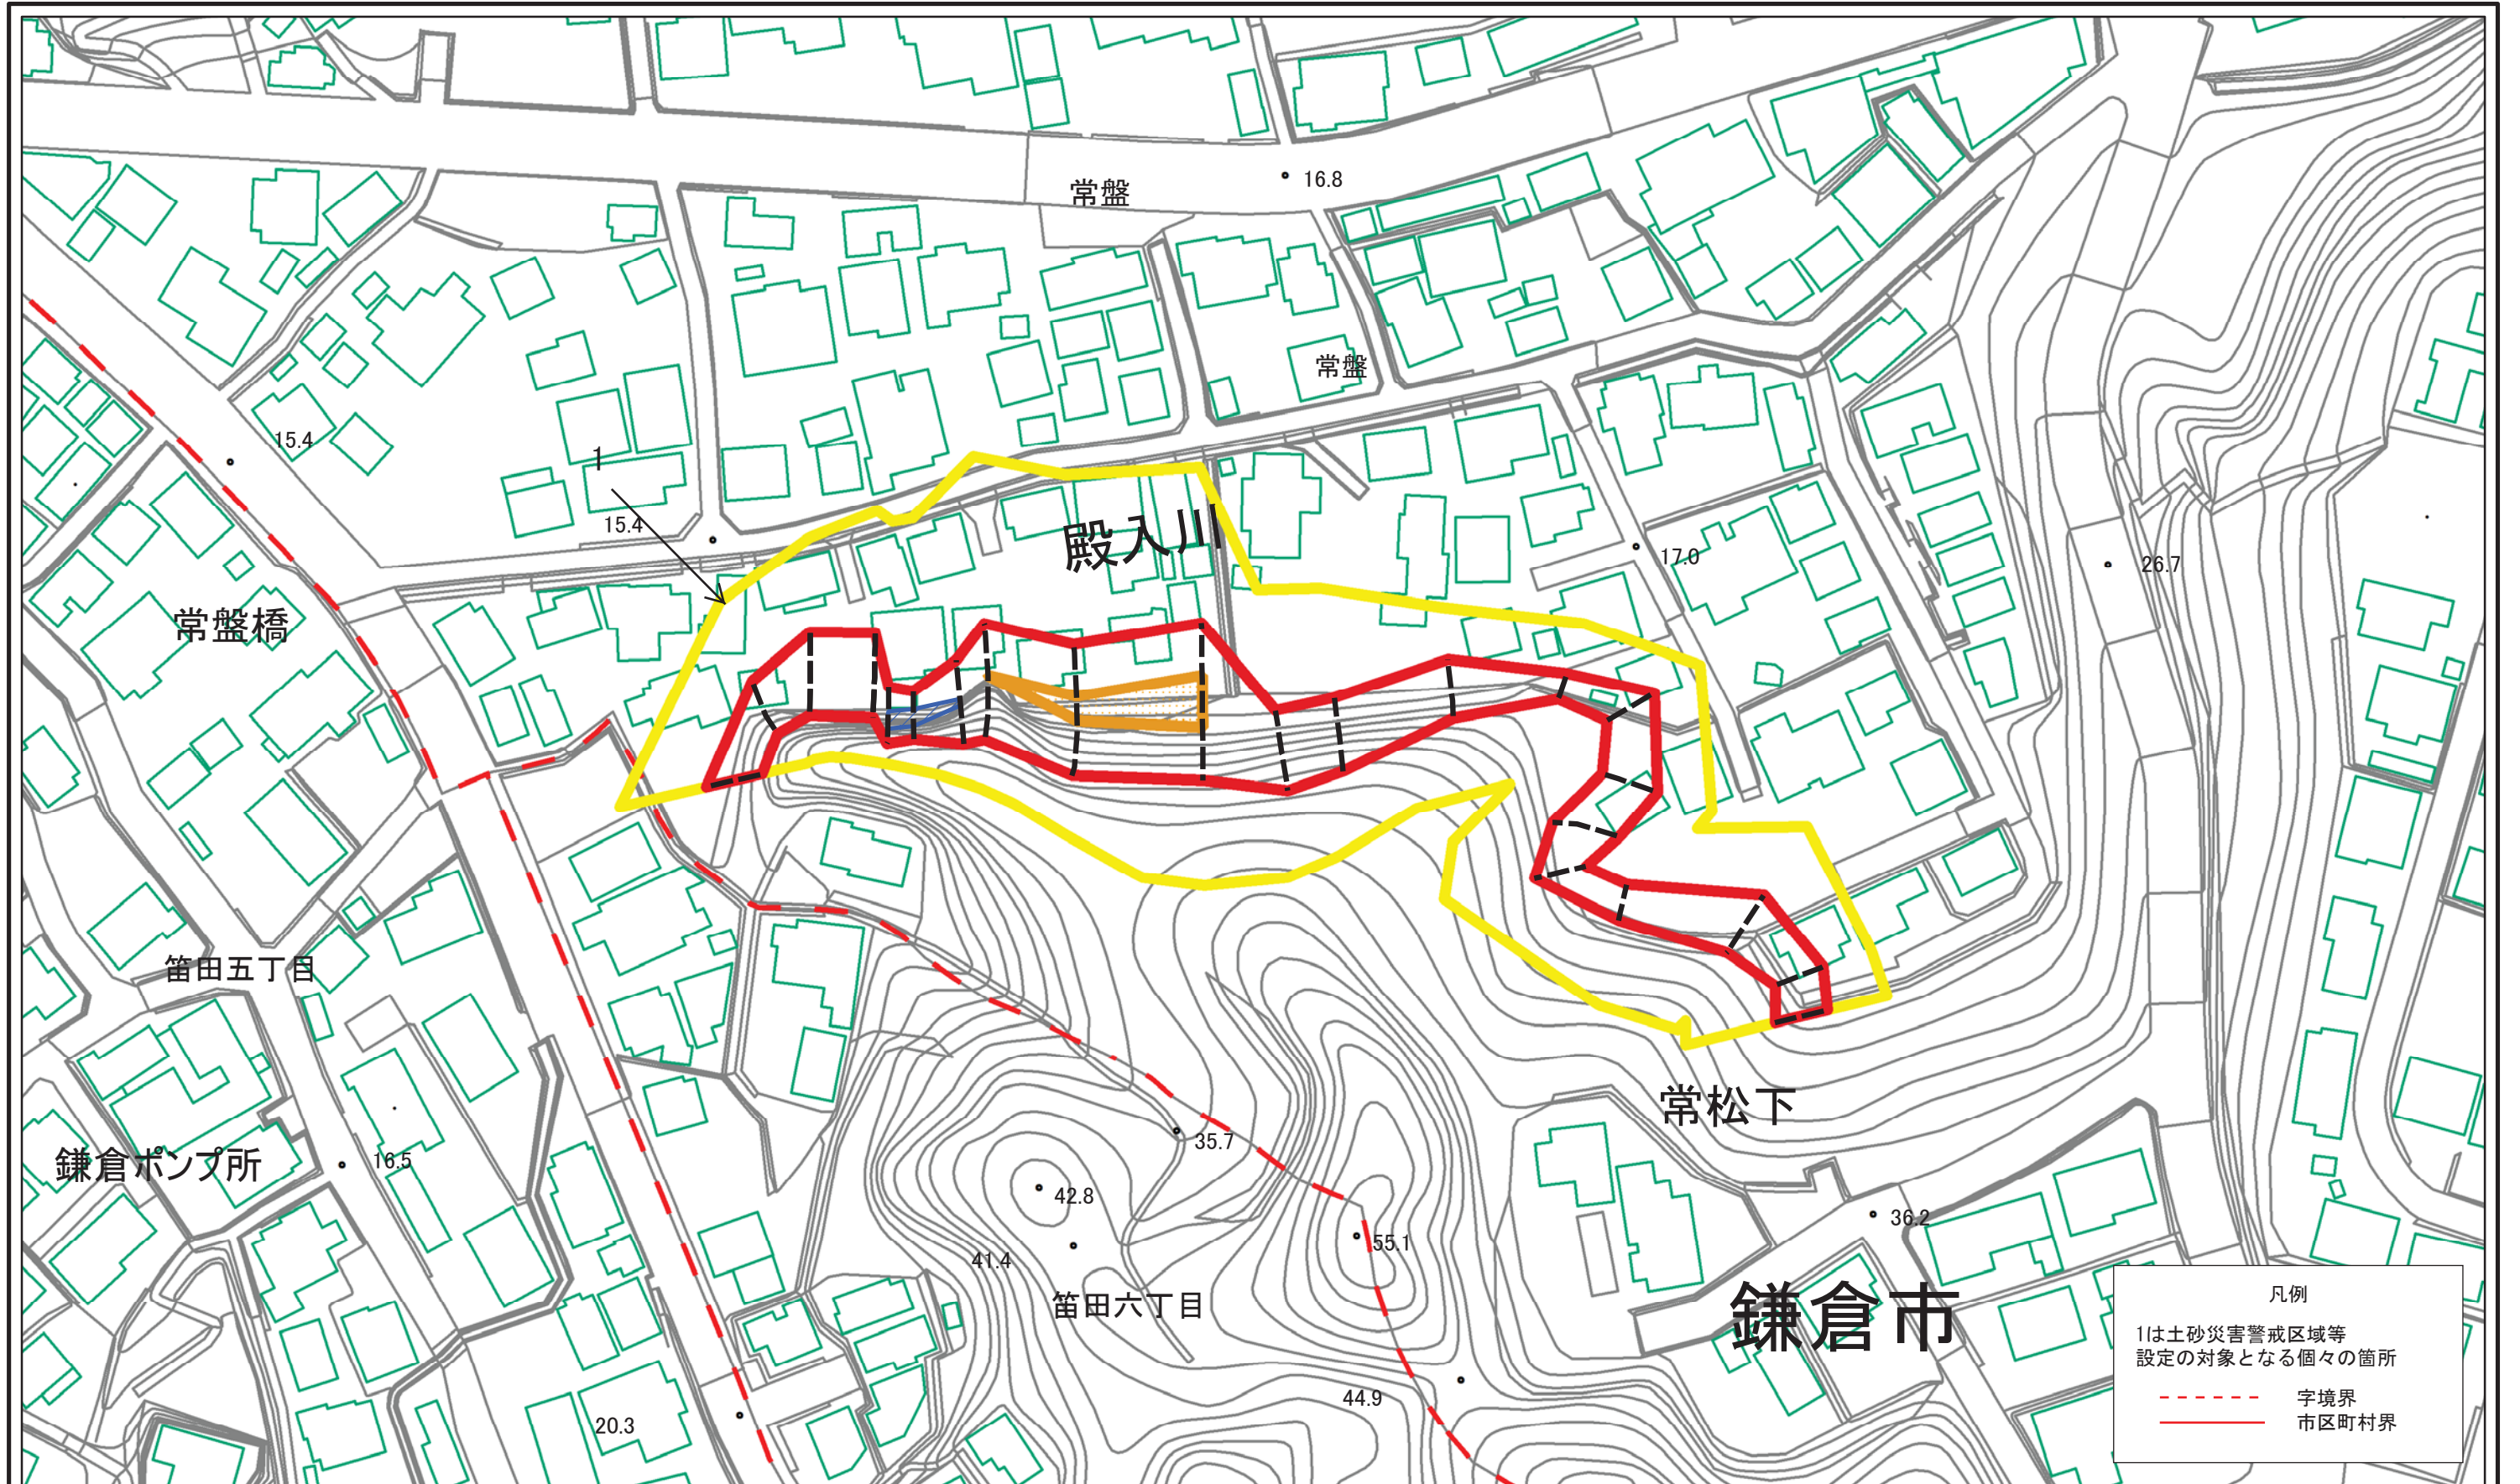 常盤
16.8
常盤
15.4
1
15.4
殿入川
17.0
26.7
常盤橋
笛田五丁目
常松下
35.7
鎌倉ポンプ所
16.5
42.8
36.2
55.1
41.4
笛田六丁目
鎌倉市
44.9
20.3
凡例
1は土砂災害警戒区域等
設定の対象となる個々の箇所
字境界
市区町村界